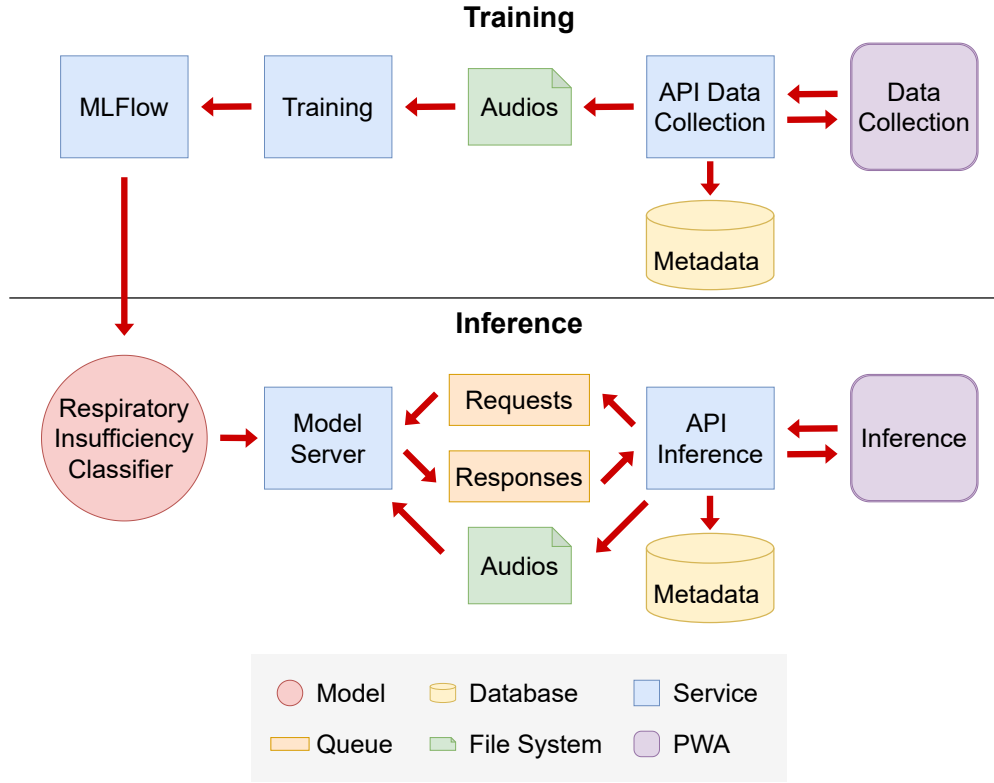 Training
MLFlow
Training
Audios
API Data
Collection
Data
Collection
Metadata
Inference
Respiratory
Insufficiency
Classifier
Model
Server
Requests
Responses
Audios
API
Inference
Inference
Metadata
Model
Database
Service
Queue
File System
PWA